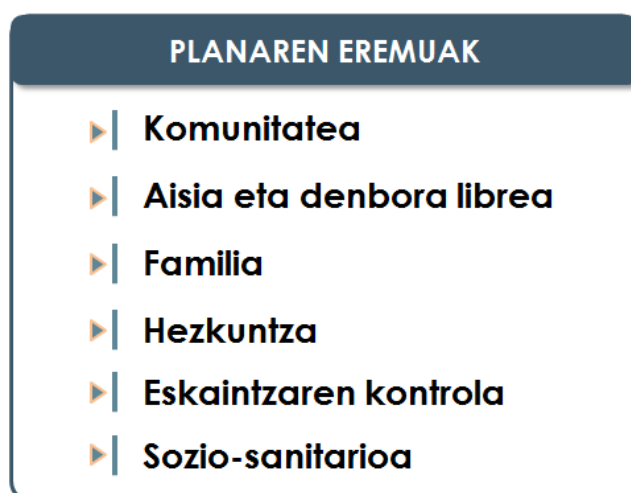 PLANAREN EREMUAK
Komunitatea
Aisia eta denbora librea
Familia
Hezkuntza
Eskaintzaren kontrola
Sozio-sanitarioa